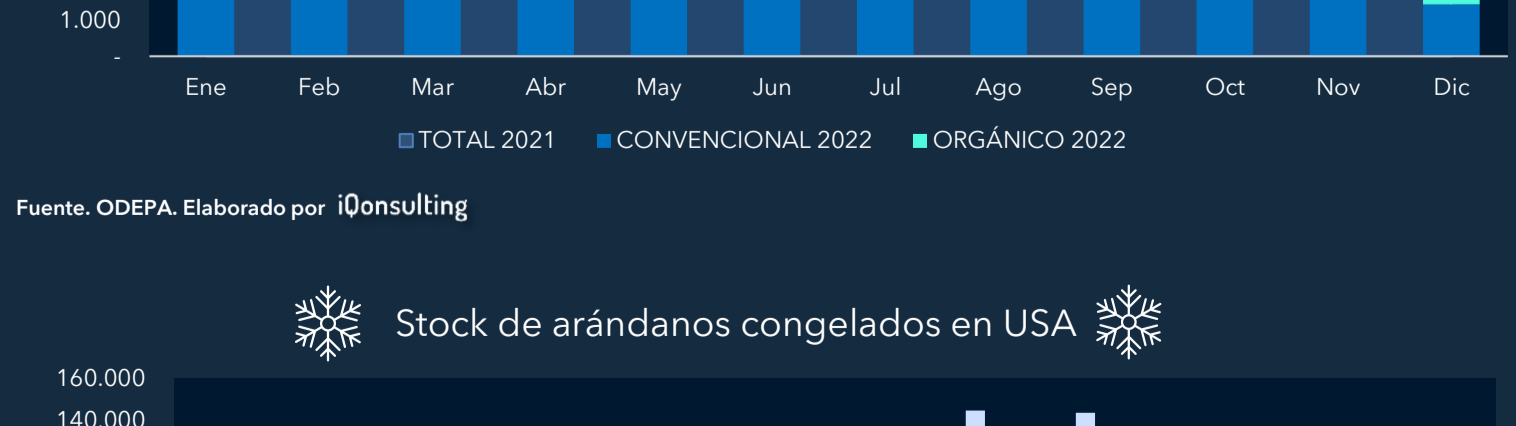 1.000
-
Ene Feb Mar Abr May Jun Jul Ago Sep Oct Nov Dic
TOTAL 2021 CONVENCIONAL 2022 ORGÁNICO 2022
Fuente. ODEPA. Elaborado por iQonsulting
Stock de arándanos congelados en USA
160.000
140.000